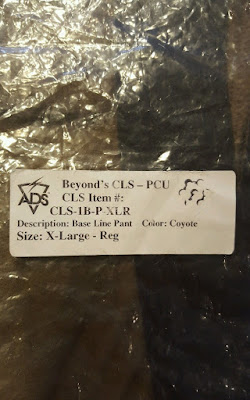 ADS
Beyond's CLS – PCU
CLS Item #:
CLS-1B-P-XLR
Description: Base Line Pant Color: Coyote
Size: X-Large - Reg